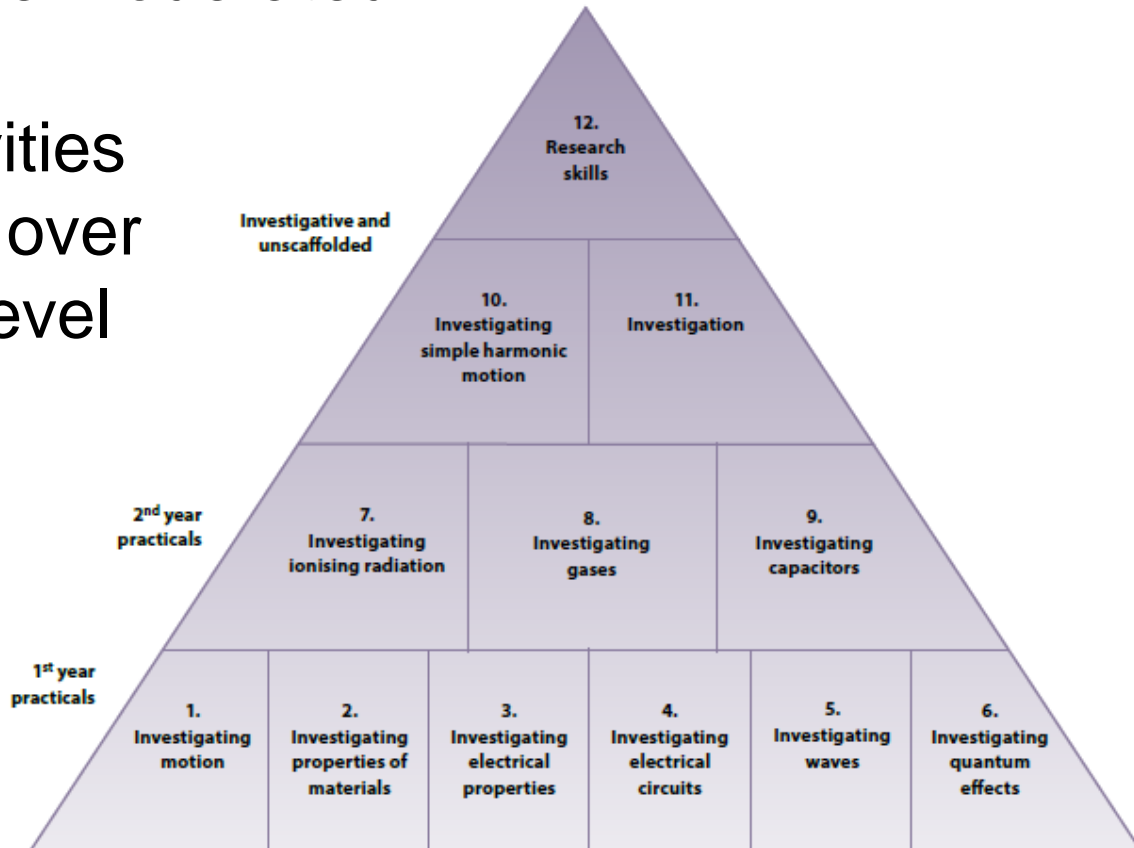 vities
over
evel
12.
Research
skills
Investigative and
unscaffolded
10.
Investigating
simple harmonic
motion
11.
Investigation
2nd year
practicals
7.
Investigating
ionising radiation
8.
Investigating
gases
9.
Investigating
capacitors
1st year
practicals
1.
Investigating
motion
2.
Investigating
properties of
materials
3.
Investigating
electrical
properties
4.
Investigating
electrical
circuits
5.
Investigating
waves
6.
Investigating
quantum
effects